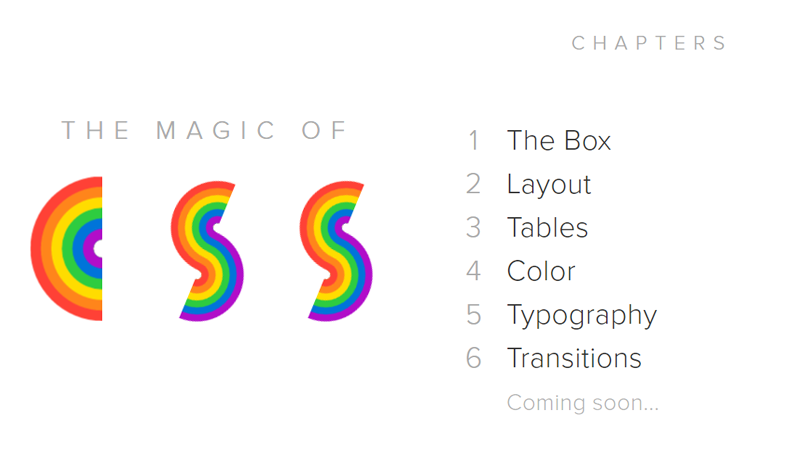 THE MAGIC OF
CSS
CHAPTERS
1 The Box
2 Layout
3 Tables
4 Color
5 Typography
6 Transitions
Coming soon...